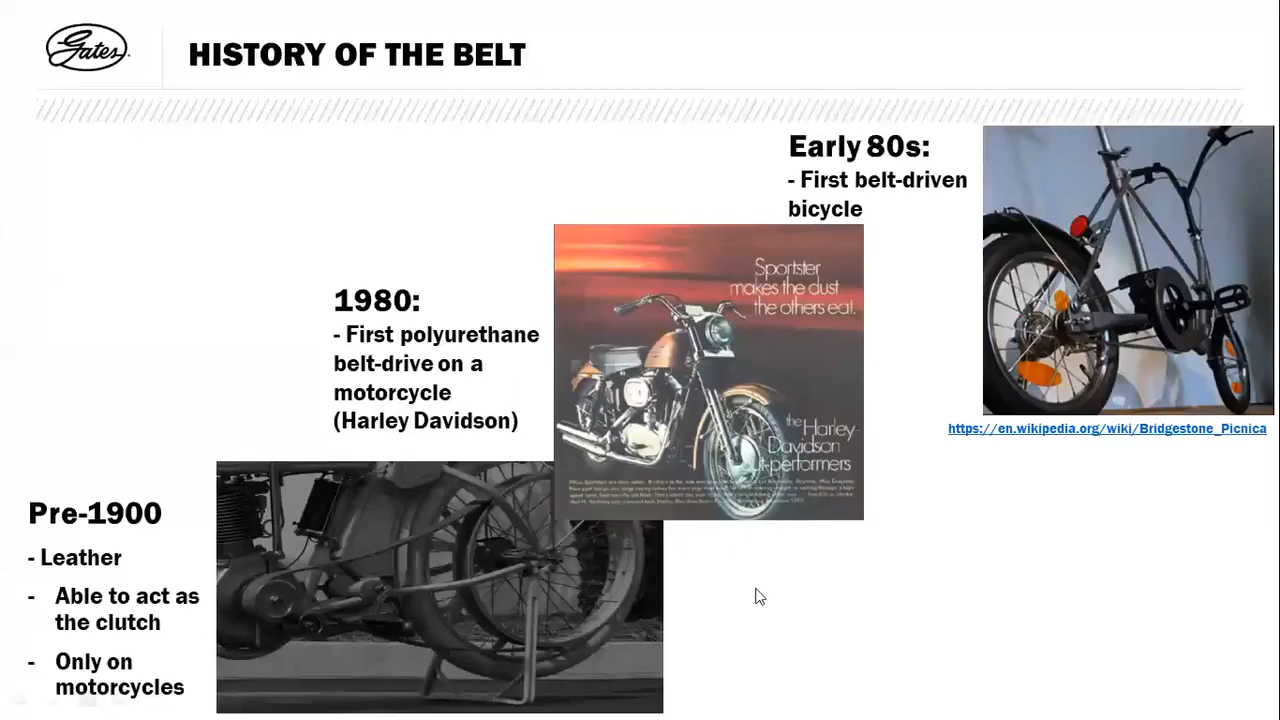 Gates
HISTORY OF THE BELT
Early 80s:
- First belt-driven
bicycle
https://en.wikipedia.org/wiki/Bridgestone_Picnica
1980:
- First polyurethane
belt-drive on a
motorcycle
(Harley Davidson)
Sportster
makes the dust
the others eat.
the Harley-
Davidson
out-performers
Pre-1900
- Leather
- Able to act as
the clutch
- Only on
motorcycles